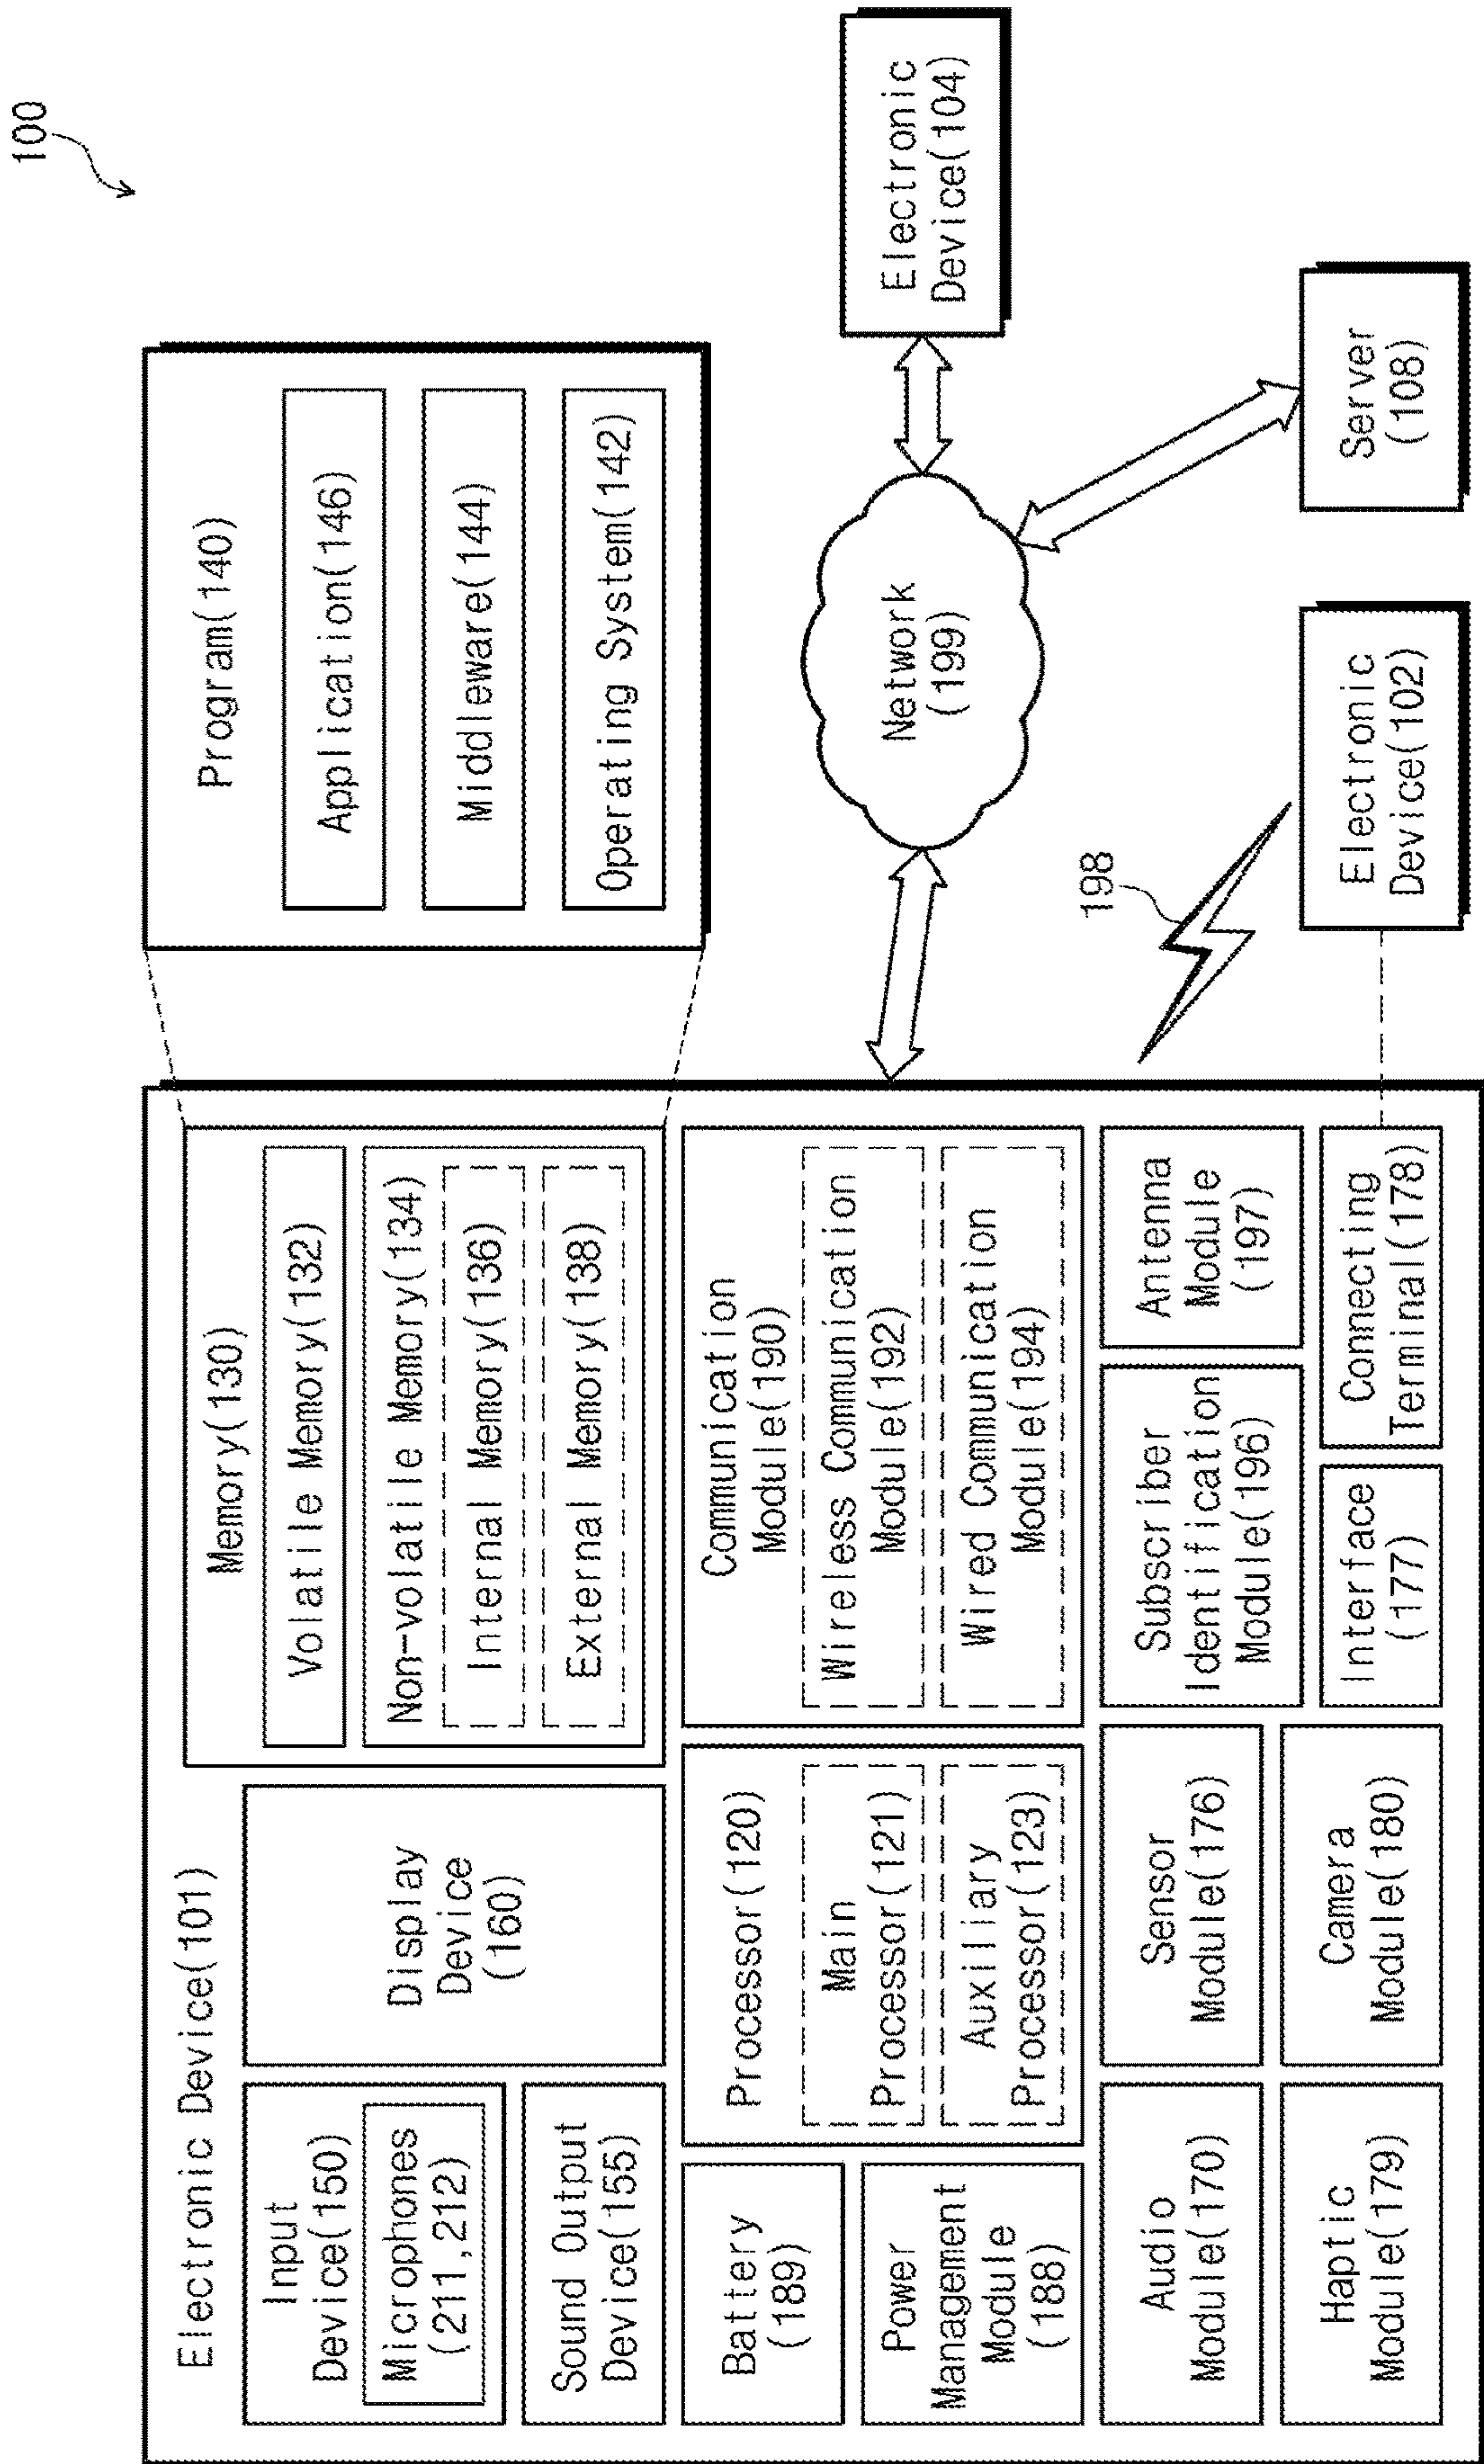 100
Electronic Device(101)
Input
Device(150)
Microphones
(211,212)
Sound Output
Device(155)
Display
Device
(160)
Memory(130)
Volatile Memory(132)
Non-volatile Memory(134)
Internal Memory(136)
External Memory(138)
Program(140)
Application(146)
Middleware(144)
Operating System(142)
Battery
(189)
Power
Management
Module
(188)
Processor(120)
Main
Processor(121)
Auxiliary
Processor(123)
Communication
Module(190)
Wireless Communication
Module(192)
Wired Communication
Module(194)
Network
(199)
Electronic
Device(104)
Audio
Module(170)
Sensor
Module(176)
Subscriber
Identification
Module(196)
Antenna
Module
(197)
198
Haptic
Module(179)
Camera
Module(180)
Interface
(177)
Connecting
Terminal(178)
Electronic
Device(102)
Server
(108)